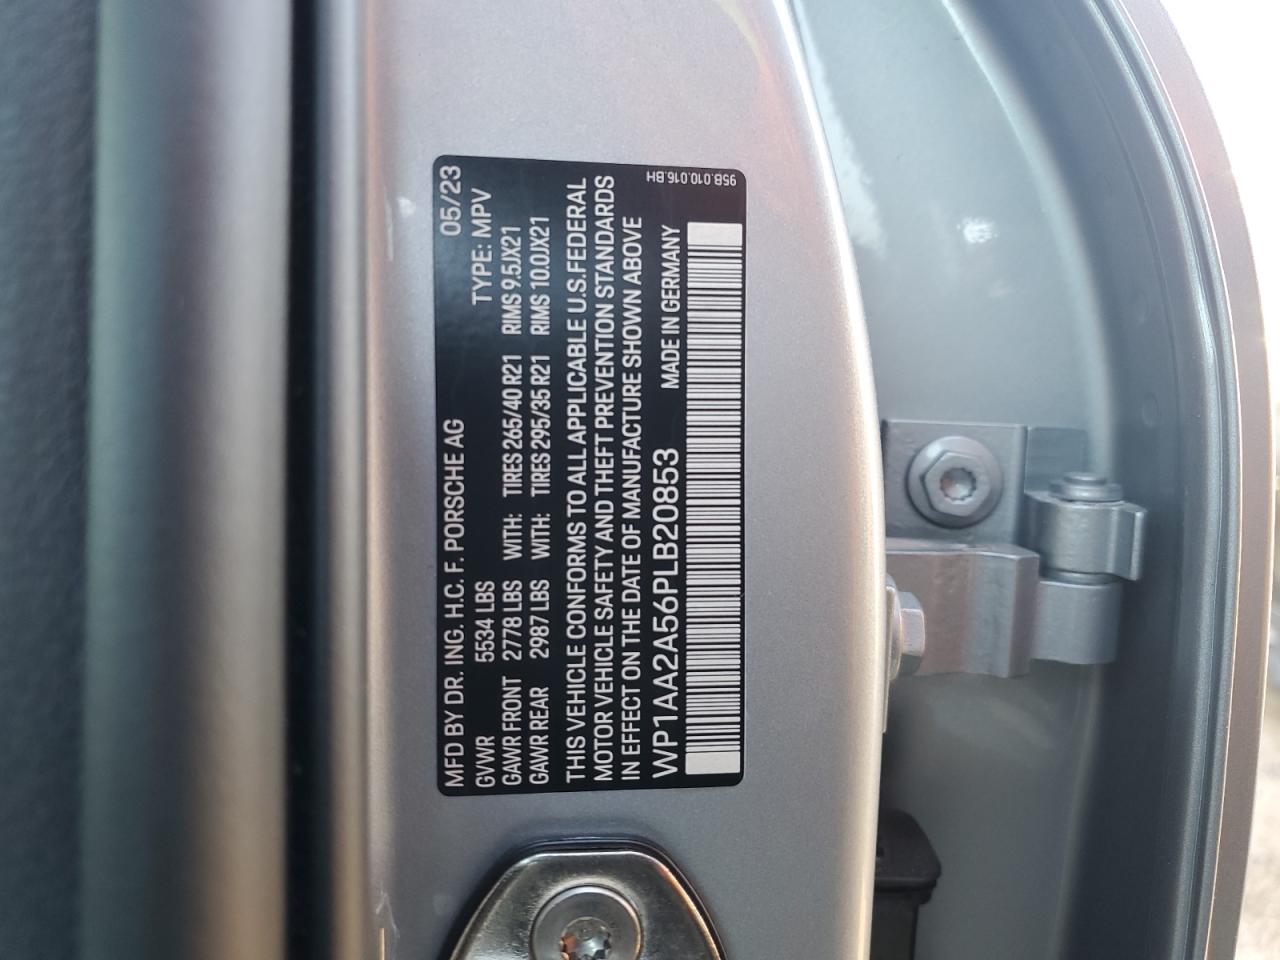 MFD BY DR. ING. H.C. F. PORSCHE AG 05/23
GVWR 5534 LBS TYPE: MPV
GAWR FRONT 2778 LBS WITH: TIRES 265/40 R21 RIMS 9.5JX21
GAWR REAR 2987 LBS WITH: TIRES 295/35 R21 RIMS 10.0JX21
THIS VEHICLE CONFORMS TO ALL APPLICABLE U.S.FEDERAL
MOTOR VEHICLE SAFETY AND THEFT PREVENTION STANDARDS
IN EFFECT ON THE DATE OF MANUFACTURE SHOWN ABOVE
WP1AA2A56PLB20853 MADE IN GERMANY
95B.010.016.BH